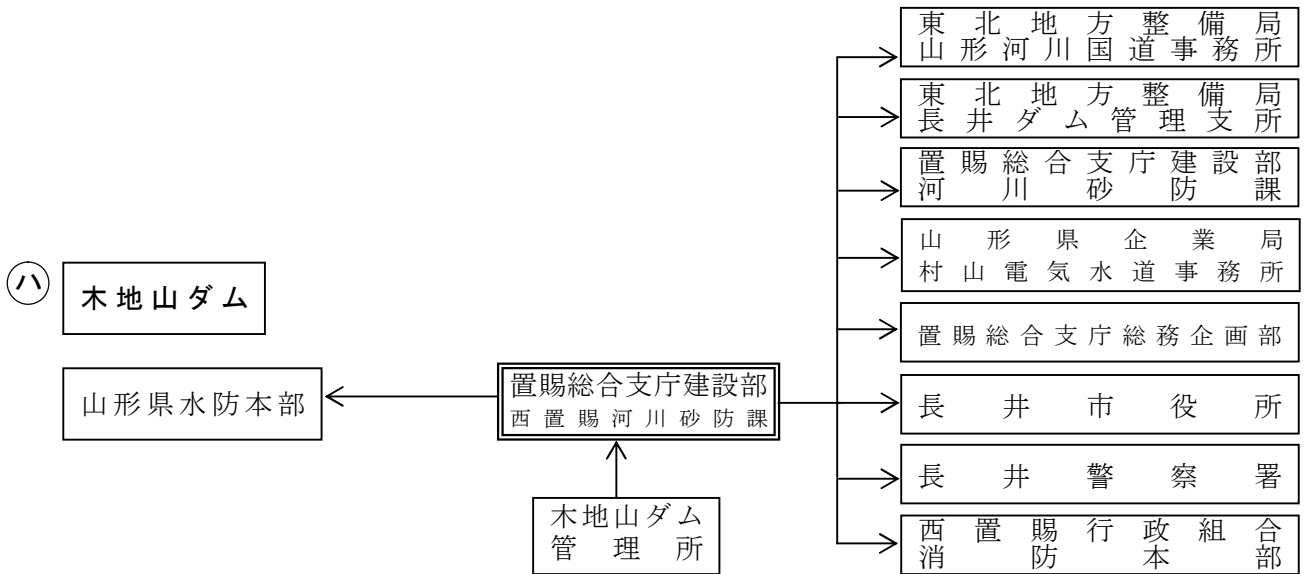 ハ
木地山ダム
山形県水防本部
置賜総合支庁建設部
西置賜河川砂防課
木地山ダム
管理所
東北地方整備局
山形河川国道事務所
東北地方整備局
長井ダム管理支所
置賜総合支庁建設部
河川砂防課
山形県企業局
村山電気水道事務所
置賜総合支庁総務企画部
長井市役所
長井警察署
西置賜行政組合
消防本部